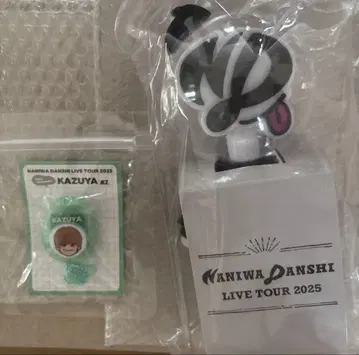 NANIWA DANSHI LIVE TOUR 2025
KAZUYA
KAZUYA
NANIWA DANSHI
LIVE TOUR 2025